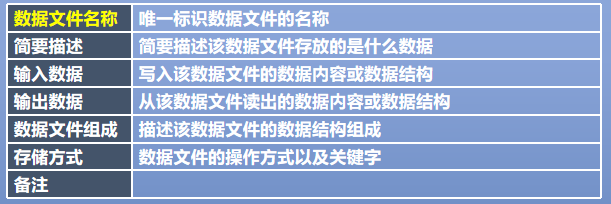 数据文件名称 唯一标识数据文件的名称
简要描述 简要描述该数据文件存放的是什么数据
输入数据 写入该数据文件的数据内容或数据结构
输出数据 从该数据文件读出的数据内容或数据结构
数据文件组成 描述该数据文件的数据结构组成
存储方式 数据文件的操作方式以及关键字
备注